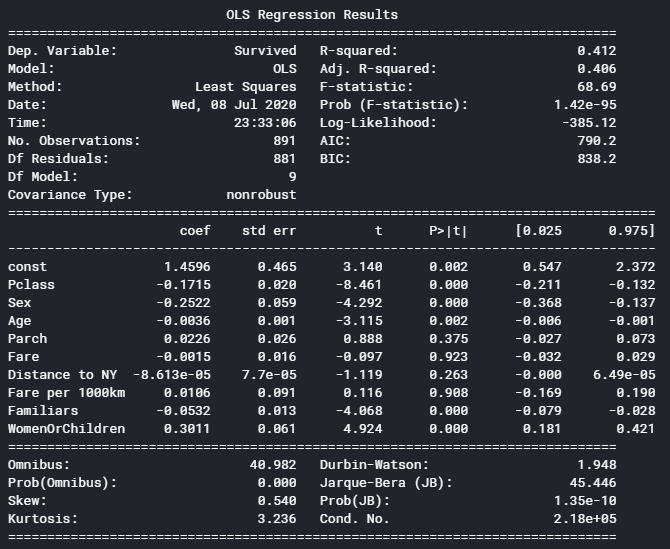 OLS Regression Results
==============================================================================
Dep. Variable: Survived R-squared: 0.412
Model: OLS Adj. R-squared: 0.406
Method: Least Squares F-statistic: 68.69
Date: Wed, 08 Jul 2020 Prob (F-statistic): 1.42e-95
Time: 23:33:06 Log-Likelihood: -385.12
No. Observations: 891 AIC: 790.2
Df Residuals: 881 BIC: 838.2
Df Model: 9
Covariance Type: nonrobust
===================================================================================
coef std err t P>|t| [0.025 0.975]
-----------------------------------------------------------------------------------
const 1.4596 0.465 3.140 0.002 0.547 2.372
Pclass -0.1715 0.020 -8.461 0.000 -0.211 -0.132
Sex -0.2522 0.059 -4.292 0.000 -0.368 -0.137
Age -0.0036 0.001 -3.115 0.002 -0.006 -0.001
Parch 0.0226 0.026 0.888 0.375 -0.027 0.073
Fare -0.0015 0.016 -0.097 0.923 -0.032 0.029
Distance to NY -8.613e-05 7.7e-05 -1.119 0.263 -0.000 6.49e-05
Fare per 1000km 0.0106 0.091 0.116 0.908 -0.169 0.190
Familiars -0.0532 0.013 -4.068 0.000 -0.079 -0.028
WomenOrChildren 0.3011 0.061 4.924 0.000 0.181 0.421
==============================================================================
Omnibus: 40.982 Durbin-Watson: 1.948
Prob(Omnibus): 0.000 Jarque-Bera (JB): 45.446
Skew: 0.540 Prob(JB): 1.35e-10
Kurtosis: 3.236 Cond. No. 2.18e+05
==============================================================================